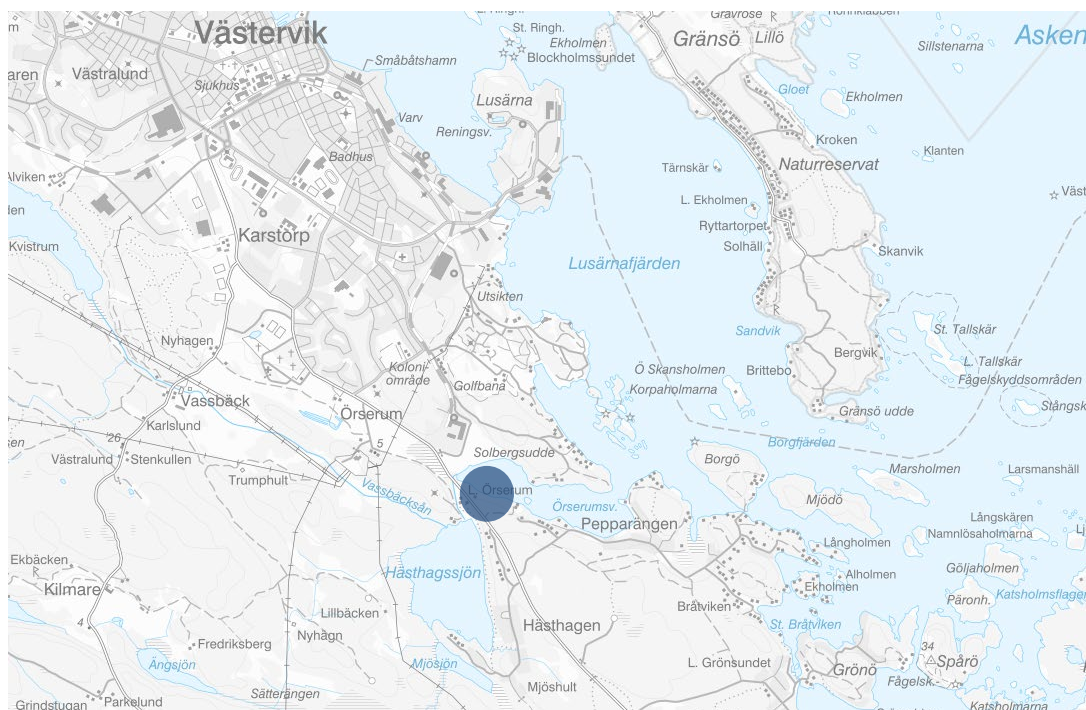 Västervik
St. Ringh.
Ekholmen
Blockholmssundet
Gränsö
Lillö
Sillstenarna
Västralund
Sjukhus
Småbåtshamn
Lusärna
Gloet
Ekholmen
Varv
Reningsv.
Badhus
Kroken
Klanten
Naturreservat
Tärnskär
Alviken
L. Ekholmen
Ryttartorpet
Solhäll
Kvistrum
Karstorp
Skanvik
Lusärnafjärden
Utsikten
Sandvik
St. Tallskär
Nyhagen
Bergvik
L. Tallskär
Fågelskyddsområden
Koloni-
område
Golfbana
Ö Skansholmen
Korpaholmarna
Brittebo
Vassbäck
Örserum
Gränsö udde
Karlslund
26
5
Borgfjärden
Västralund
Stenkullen
Solbergsudde
Borgö
Marsholmen
Larsmanshäll
Trumphult
Vassbäcksån
L. Örserum
Örserumsv.
Mjödö
Pepparängen
Långskären
Namnlösaholmarna
Långholmen
Ekbäcken
Hästhagssjön
Göljaholmen
Alholmen
Ekholmen
Kilmare
Päronh.
Bråtviken
Lillbäcken
4
Hästhagen
St. Bråtviken
Nyhagn
Fredriksberg
34
Ängsjön
Mjösjön
L. Grönsundet
Grönö
Spårö
Fågelsk.
Sätterängen
Mjöshult
Parkelund
Grindstugan
Katsholmarna